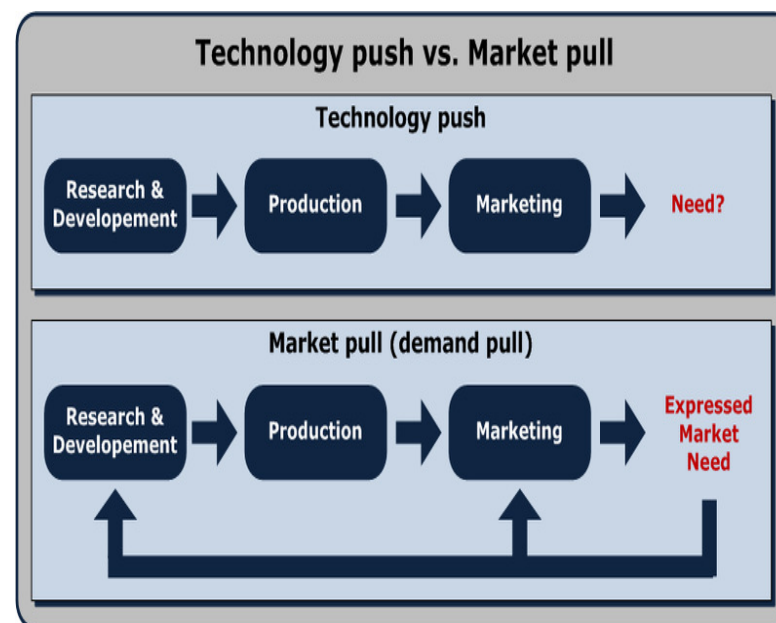 Technology push vs. Market pull
Technology push
Research &
Developement
Production
Marketing
Need?
Market pull (demand pull)
Research &
Developement
Production
Marketing
Expressed
Market
Need